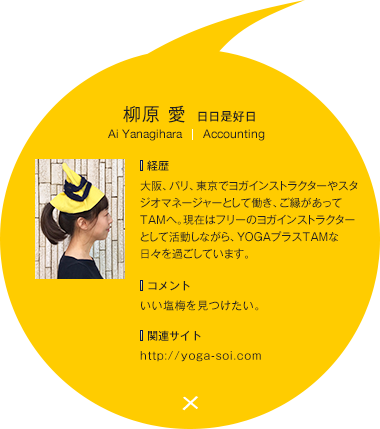 柳原 愛 日日是好日
Ai Yanagihara | Accounting
経歴
大阪、バリ、東京でヨガインストラクターやスタ
ジオマネージャーとして働き、ご縁があって
TAMへ。現在はフリーのヨガインストラクター
として活動しながら、YOGAプラスTAMな
日々を過ごしています。
コメント
いい塩梅を見つけたい。
関連サイト
http://yoga-soi.com